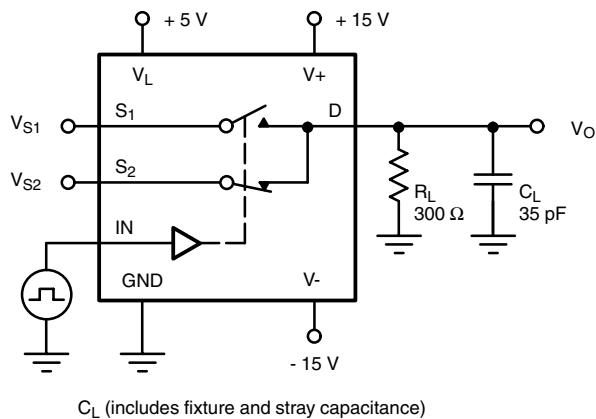 + 5 V
+ 15 V
V_L
V+
V_S1
S_1
D
V_O
V_S2
S_2
R_L
300 Ω
C_L
35 pF
IN
GND
V-
- 15 V
C_L (includes fixture and stray capacitance)